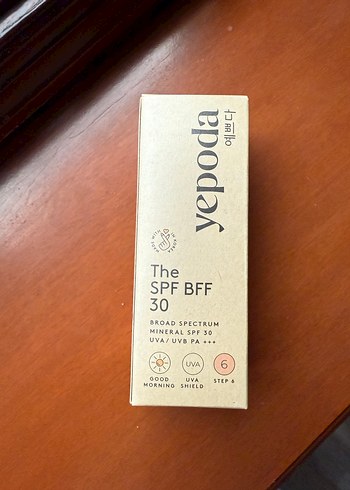 yepoda
예쁘다
The
SPF BFF
30
BROAD SPECTRUM
MINERAL SPF 30
UVA/ UVB PA +++
UVA
6
GOOD
MORNING
UVA
SHIELD
STEP 6